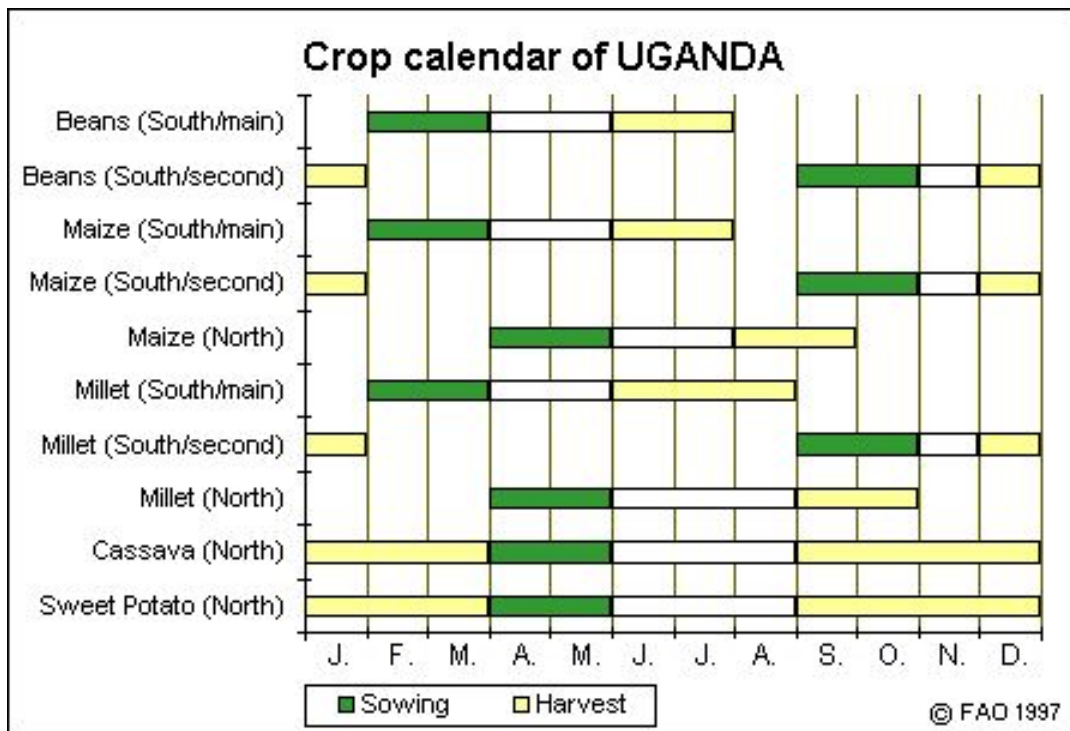 Crop calendar of UGANDA
Beans (South/main)
Beans (South/second)
Maize (South/main)
Maize (South/second)
Maize (North)
Millet (South/main)
Millet (South/second)
Millet (North)
Cassava (North)
Sweet Potato (North)
J. F. M. A. M. J. J. A. S. O. N. D.
Sowing Harvest
© FAO 1997